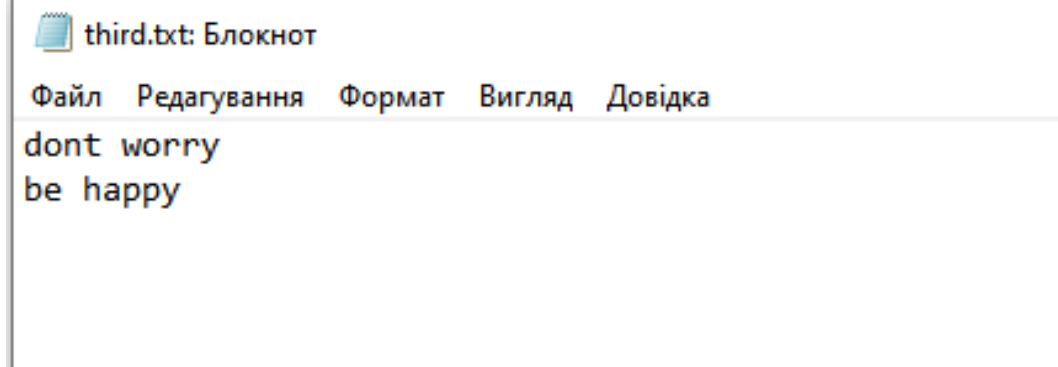 third.txt: Блокнот
Файл Редагування Формат Вигляд Довідка
dont worry
be happy